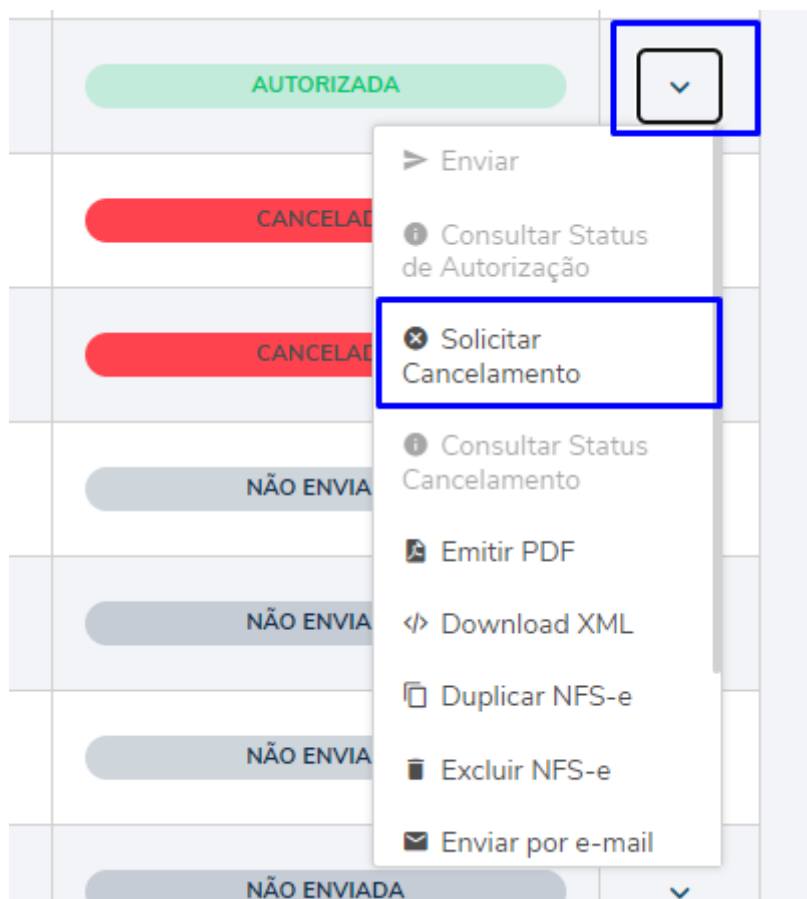 AUTORIZADA
Enviar
CANCELAD
Consultar Status
de Autorização
Solicitar
CANCELAD
Cancelamento
Consultar Status
Cancelamento
NÃO ENVIA
Emitir PDF
NÃO ENVIA
Download XML
Duplicar NFS-e
NÃO ENVIA
Excluir NFS-e
Enviar por e-mail
NÃO ENVIADA